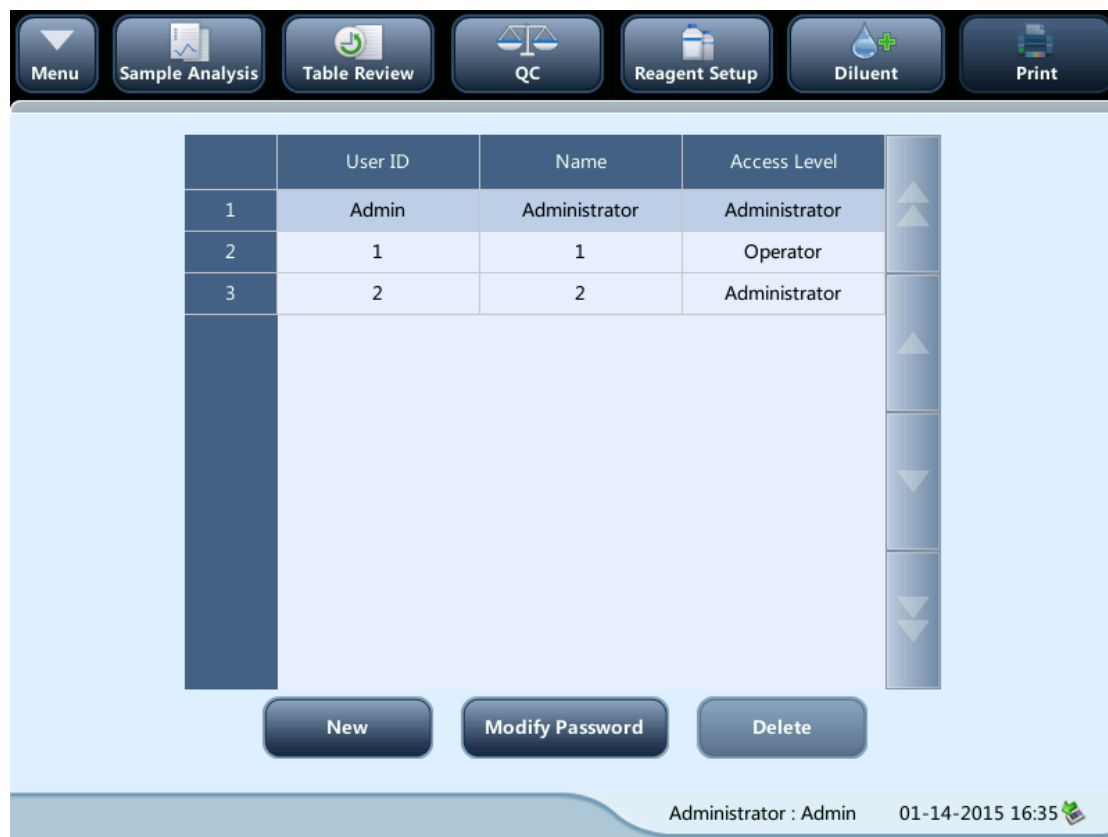 Menu Sample Analysis Table Review QC Reagent Setup Diluent Print
User ID Name Access Level
1 Admin Administrator Administrator
2 1 1 Operator
3 2 2 Administrator
New Modify Password Delete
Administrator : Admin 01-14-2015 16:35